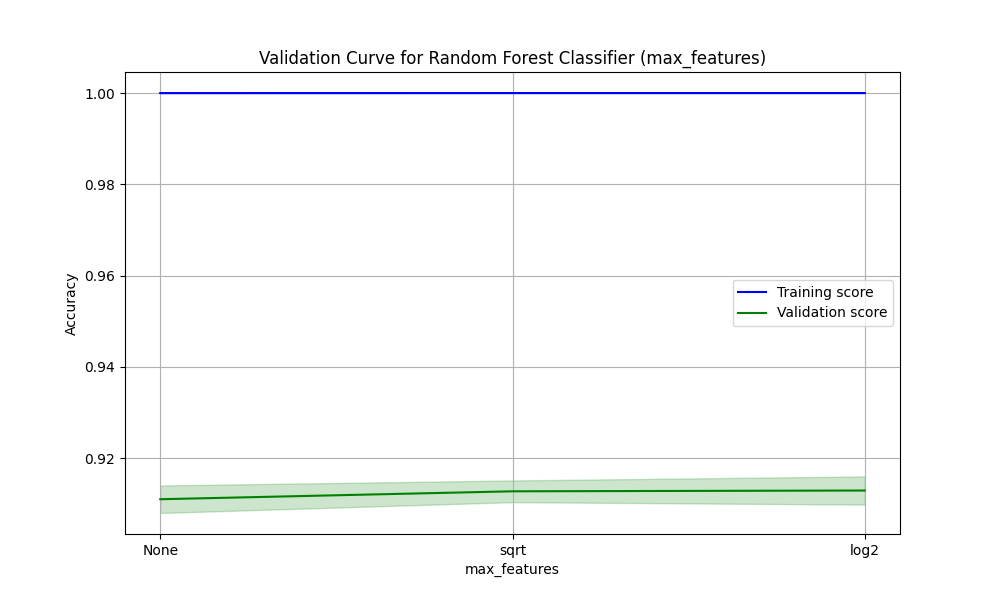 Validation Curve for Random Forest Classifier (max_features)
1.00
0.98
0.96
0.94
0.92
Accuracy
Training score
Validation score
None
sqrt
log2
max_features